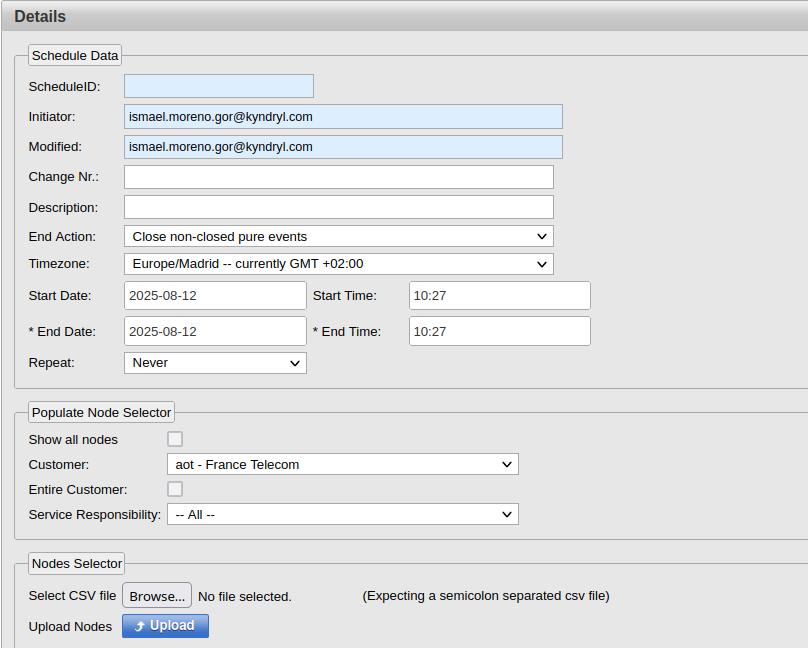 Details
Schedule Data
ScheduleID:
Initiator: ismael.moreno.gor@kyndryl.com
Modified: ismael.moreno.gor@kyndryl.com
Change Nr.:
Description:
End Action: Close non-closed pure events
Timezone: Europe/Madrid -- currently GMT +02:00
Start Date: 2025-08-12 Start Time: 10:27
* End Date: 2025-08-12 * End Time: 10:27
Repeat: Never
Populate Node Selector
Show all nodes
Customer: aot - France Telecom
Entire Customer:
Service Responsibility: -- All --
Nodes Selector
Select CSV file Browse... No file selected. (Expecting a semicolon separated csv file)
Upload Nodes Upload